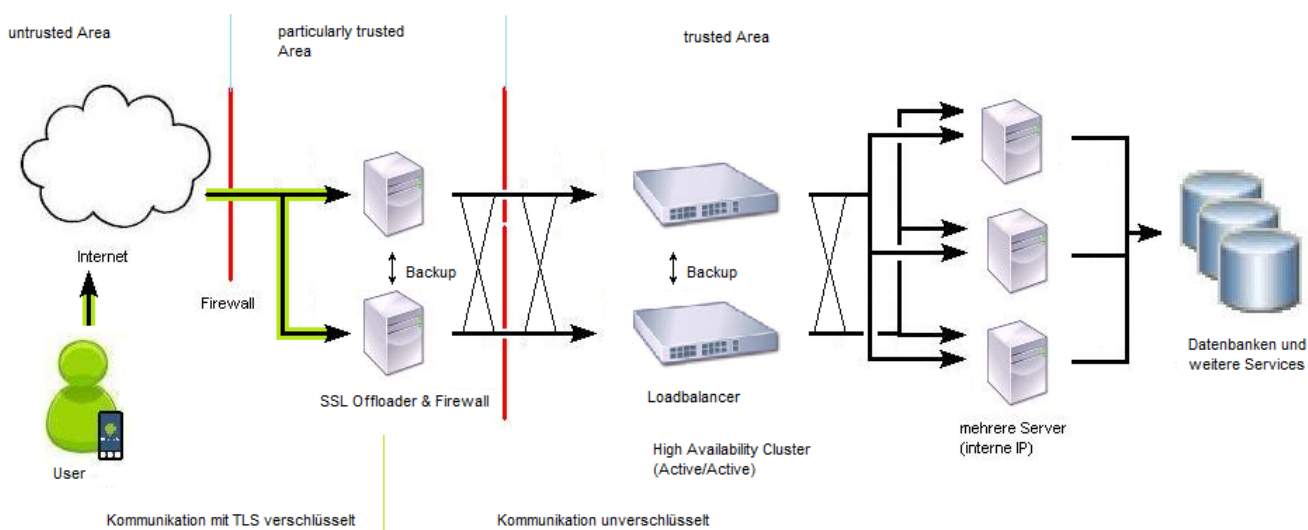 untrusted Area
particularly trusted
Area
trusted Area
Internet
Firewall
Backup
Backup
SSL Offloader & Firewall
Loadbalancer
Datenbanken und
weitere Services
mehrere Server
(interne IP)
High Availability Cluster
(Active/Active)
User
Kommunikation mit TLS verschlüsselt
Kommunikation unverschlüsselt